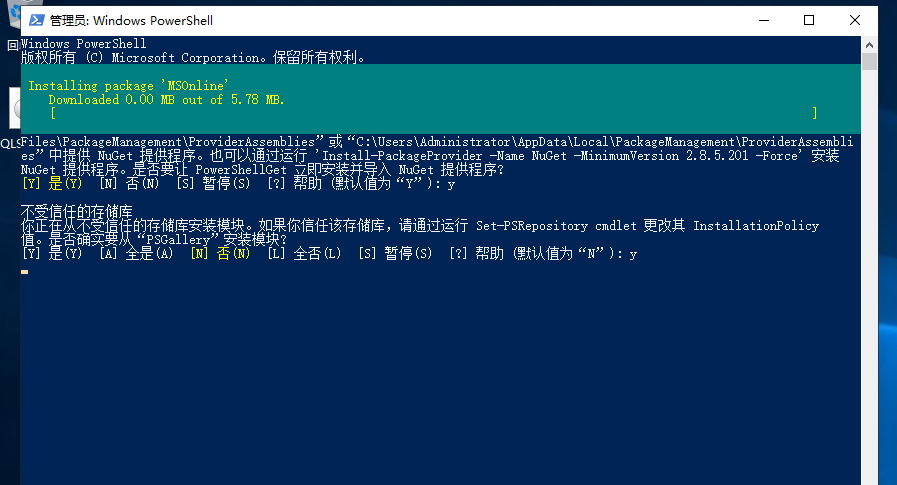 管理员: Windows PowerShell
Windows PowerShell
版权所有 (C) Microsoft Corporation。保留所有权利。
Installing package 'MSOnline'
Downloaded 0.00 MB out of 5.78 MB.
[ ]
Files\PackageManagement\ProviderAssemblies”或“C:\Users\Administrator\AppData\Local\PackageManagement\ProviderAssembli
es”中提供 NuGet 提供程序。也可以通过运行 'Install-PackageProvider -Name NuGet -MinimumVersion 2.8.5.201 -Force' 安装
NuGet 提供程序。是否要让 PowerShellGet 立即安装并导入 NuGet 提供程序?
[Y] 是(Y) [N] 否(N) [S] 暂停(S) [?] 帮助 (默认值为“Y”): y
不受信任的存储库
你正在从不受信任的存储库安装模块。如果你信任该存储库，请通过运行 Set-PSRepository cmdlet 更改其 InstallationPolicy
值。是否确实要从“PSGallery”安装模块?
[Y] 是(Y) [A] 全是(A) [N] 否(N) [L] 全否(L) [S] 暂停(S) [?] 帮助 (默认值为“N”): y